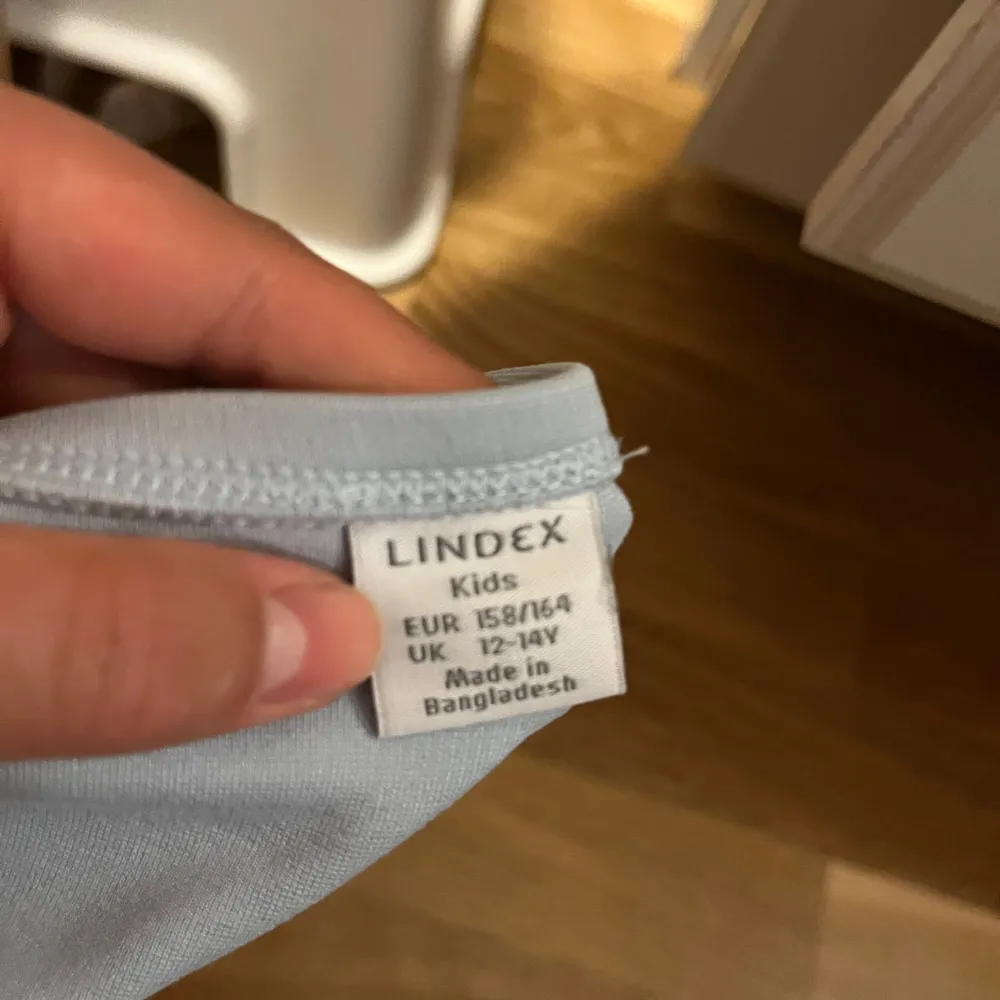 LINDEX
Kids
EUR 158/164
UK 12-14Y
Made in
Bangladesh